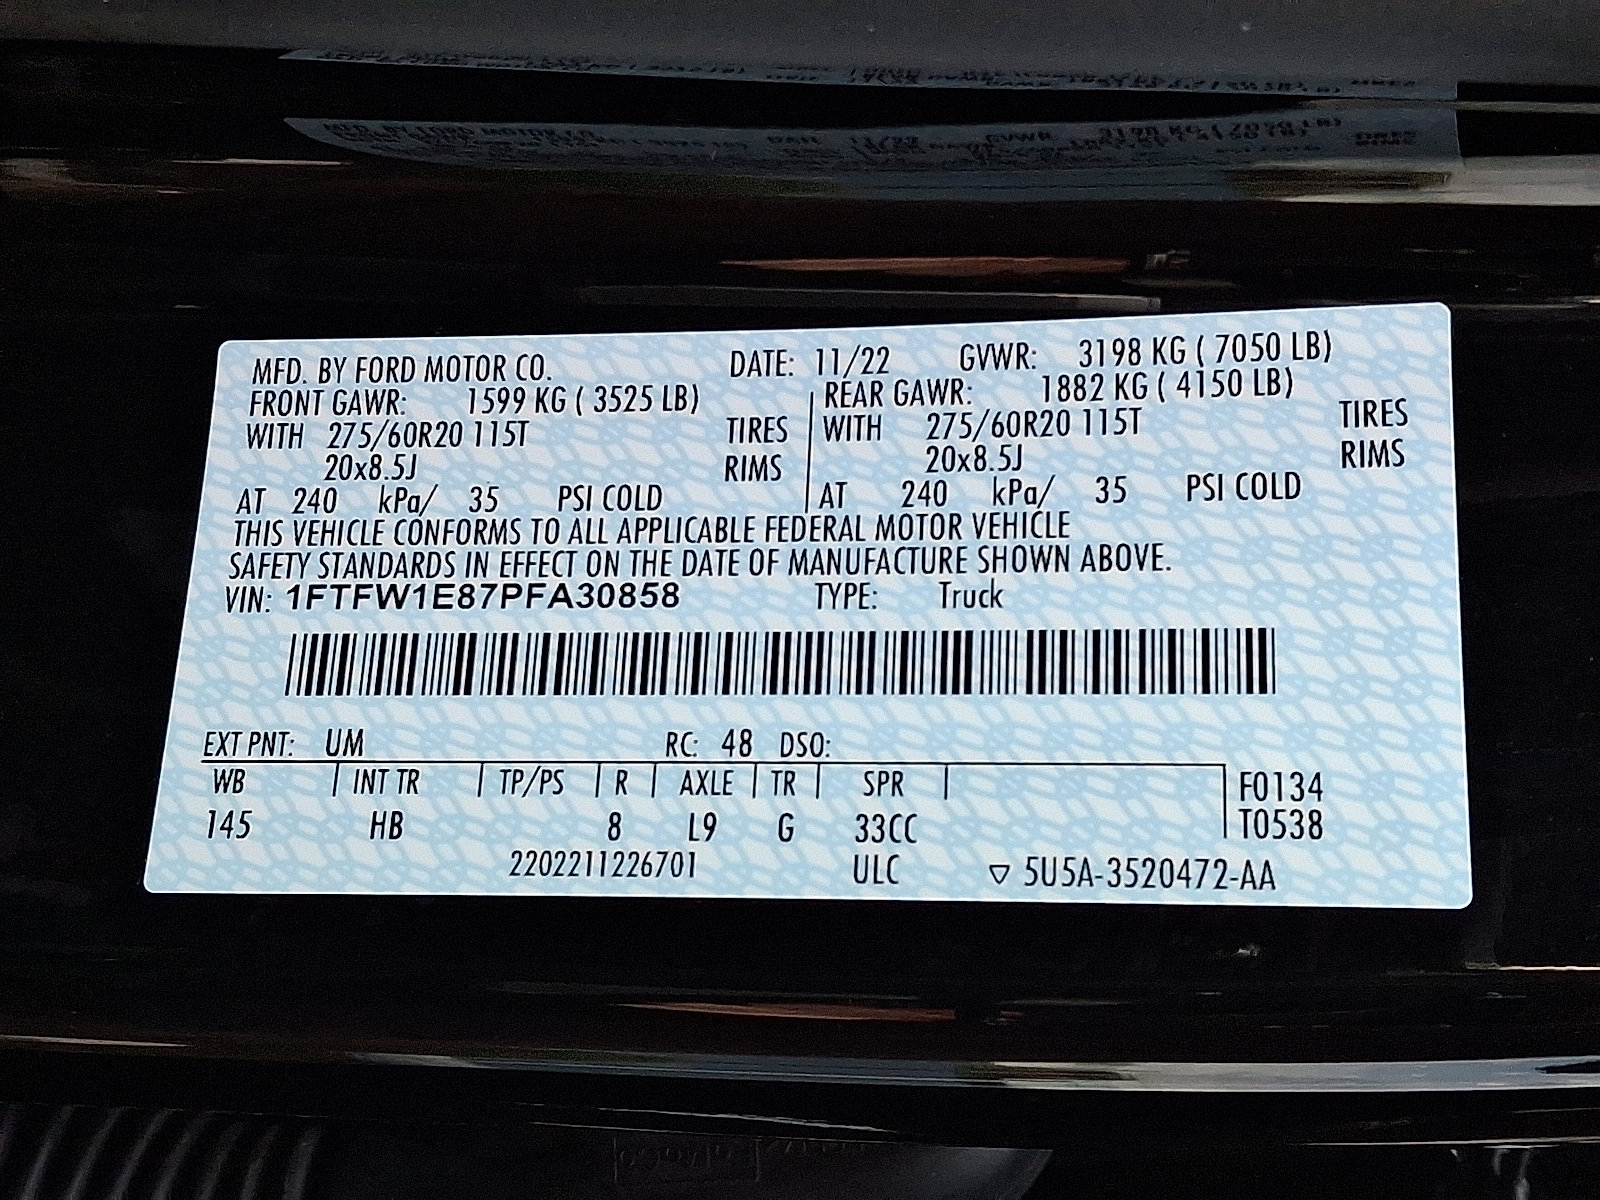 MFD. BY FORD MOTOR CO. DATE: 11/22 GVWR: 3198 KG ( 7050 LB)
FRONT GAWR: 1599 KG ( 3525 LB) REAR GAWR: 1882 KG ( 4150 LB)
WITH 275/60R20 115T TIRES WITH 275/60R20 115T TIRES
20x8.5J RIMS 20x8.5J RIMS
AT 240 kPa/ 35 PSI COLD AT 240 kPa/ 35 PSI COLD
THIS VEHICLE CONFORMS TO ALL APPLICABLE FEDERAL MOTOR VEHICLE
SAFETY STANDARDS IN EFFECT ON THE DATE OF MANUFACTURE SHOWN ABOVE.
VIN: 1FTFW1E87PFA30858 TYPE: Truck
EXT PNT: UM RC: 48 DSO:
WB INT TR TP/PS R AXLE TR SPR F0134
145 HB 8 L9 G 33CC T0538
2202211226701 ULC ▽ 5U5A-3520472-AA